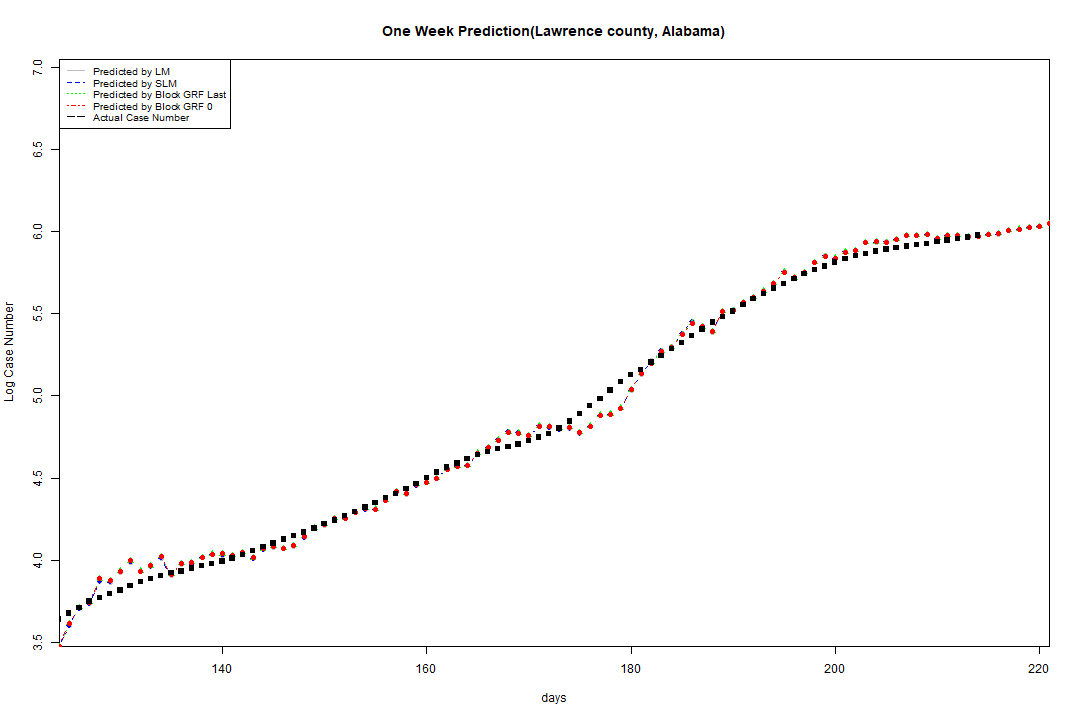 One Week Prediction(Lawrence county, Alabama)
7.0
Predicted by LM
Predicted by SLM
Predicted by Block GRF Last
Predicted by Block GRF 0
Actual Case Number
6.5
6.0
5.5
5.0
4.5
4.0
3.5
Log Case Number
140 160 180 200 220
days